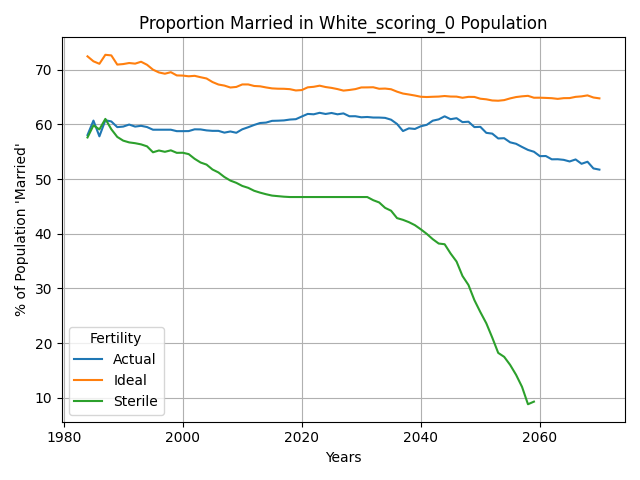 Proportion Married in White_scoring_0 Population
% of Population 'Married'
70
60
50
40
30
20
10
Fertility
Actual
Ideal
Sterile
1980 2000 2020 2040 2060
Years